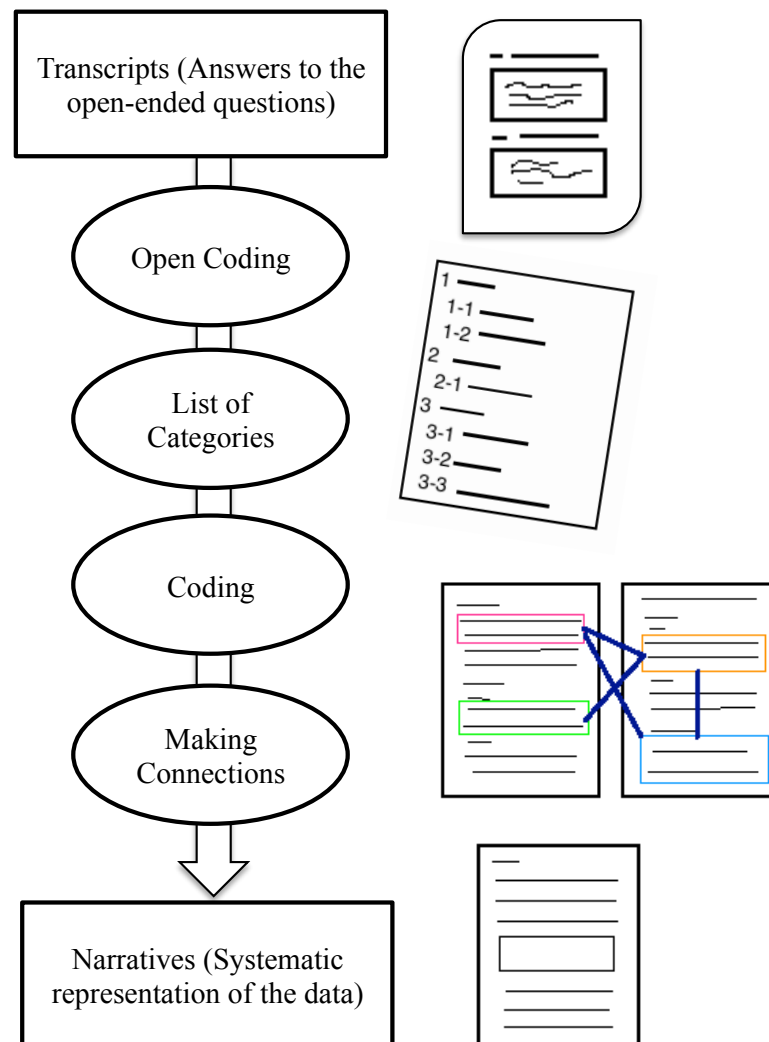 Transcripts (Answers to the
open-ended questions)
Open Coding
1
1-1
1-2
2
2-1
3
3-1
3-2
3-3
List of
Categories
Coding
Making
Connections
Narratives (Systematic
representation of the data)